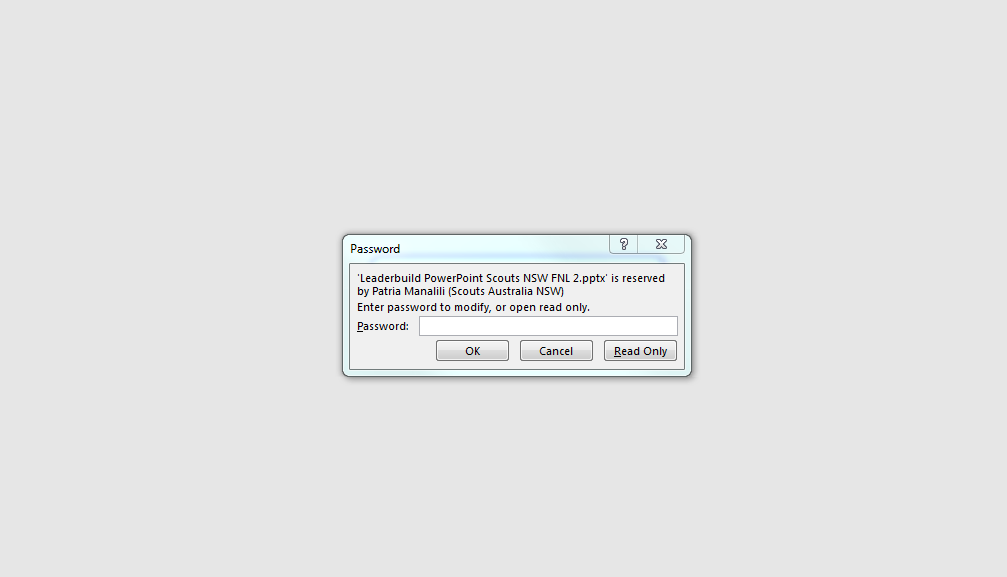 Password
'Leaderbuild PowerPoint Scouts NSW FNL 2.pptx' is reserved
by Patria Manalili (Scouts Australia NSW)
Enter password to modify, or open read only.
Password:
OK Cancel Read Only